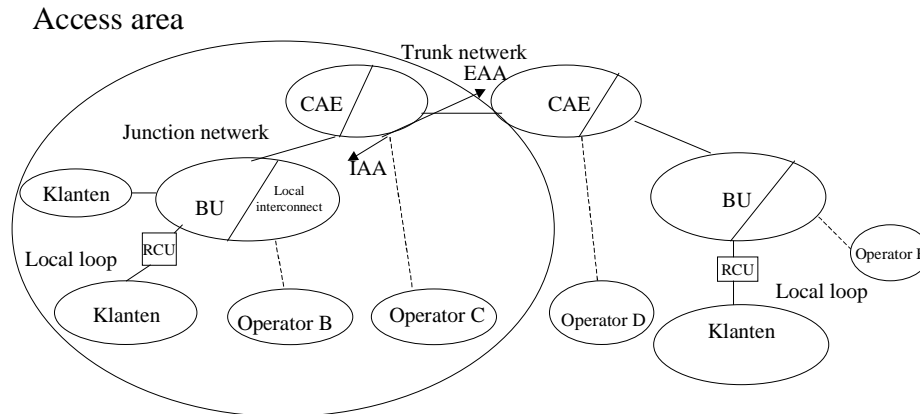 Access area
Trunk netwerk
EAA
CAE
CAE
Junction netwerk
IAA
Klanten
BU
Local
interconnect
BU
RCU
Local loop
Operator
RCU
Local loop
Klanten
Operator B
Operator C
Operator D
Klanten